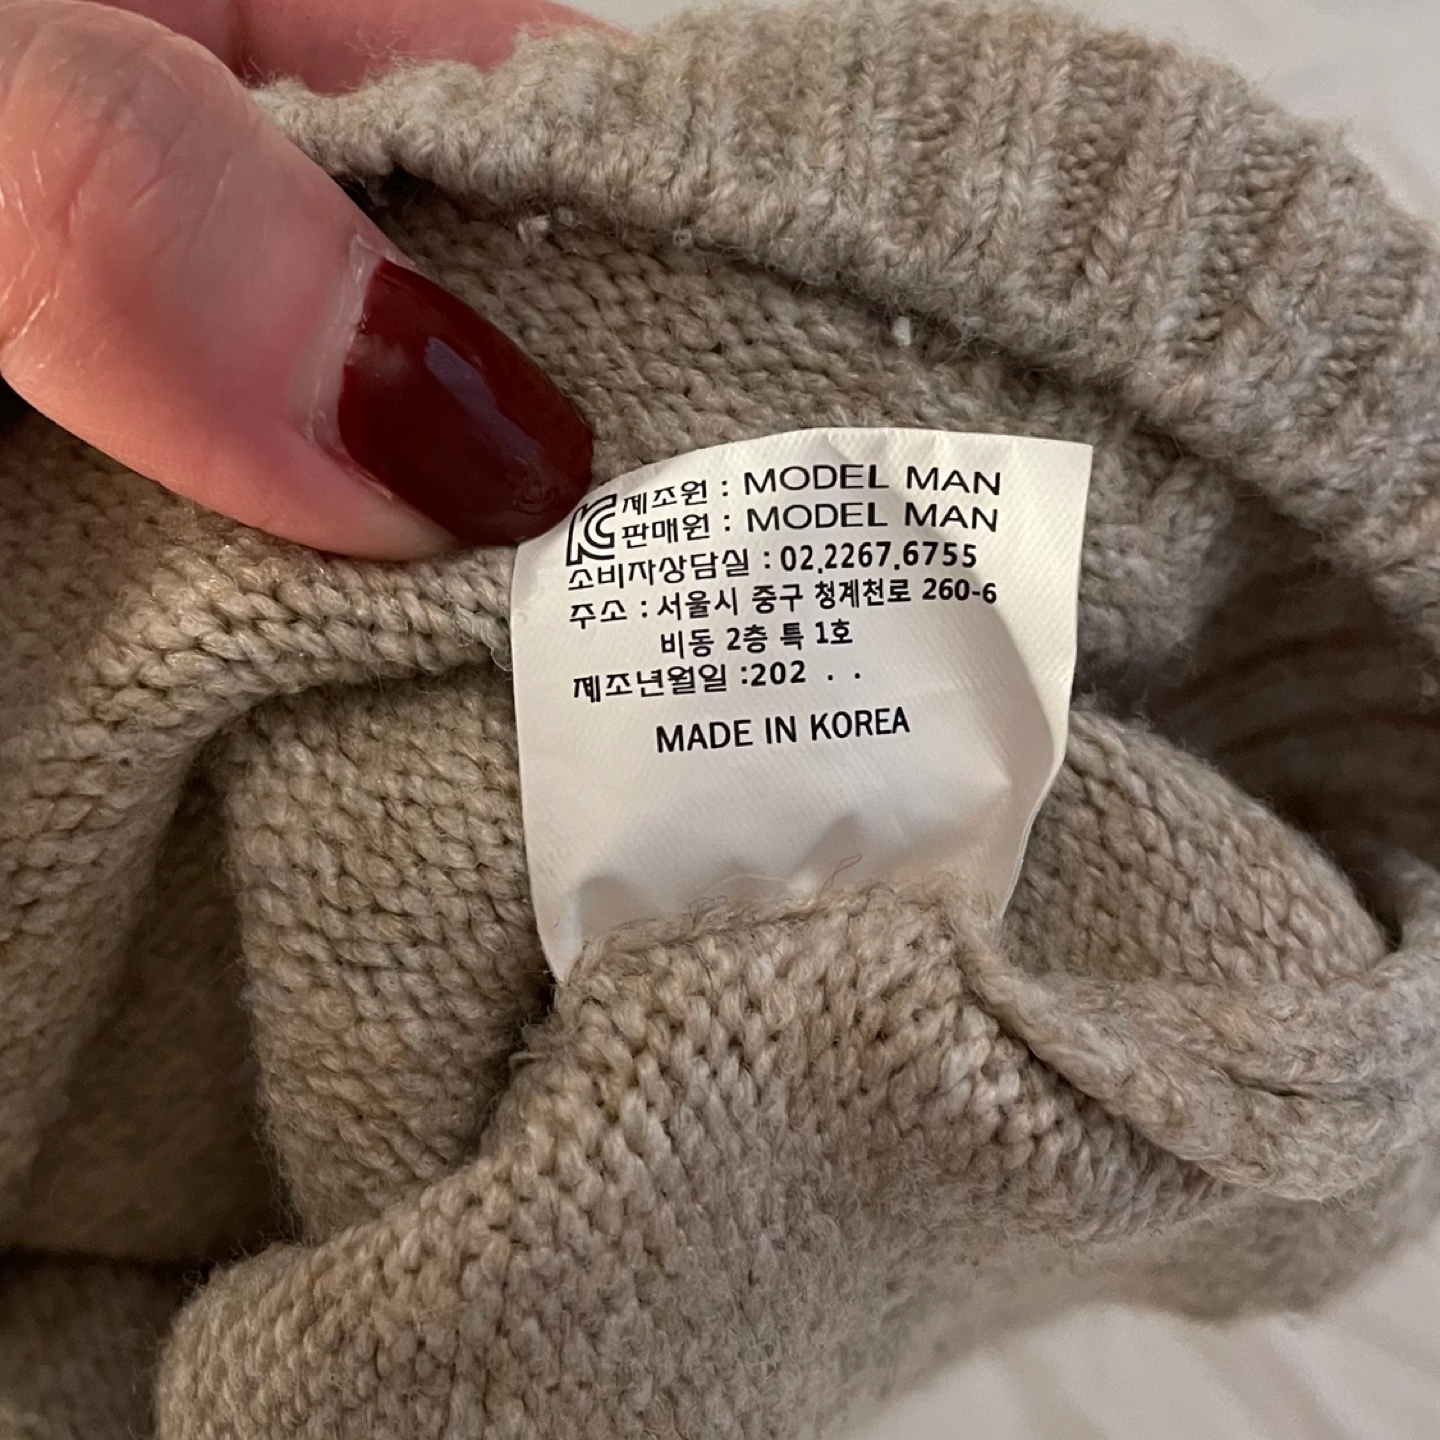 KC 제조원 : MODEL MAN
판매원 : MODEL MAN
소비자상담실 : 02.2267.6755
주소 : 서울시 중구 청계천로 260-6
비동 2층 특 1호
제조년월일 :202 . .
MADE IN KOREA